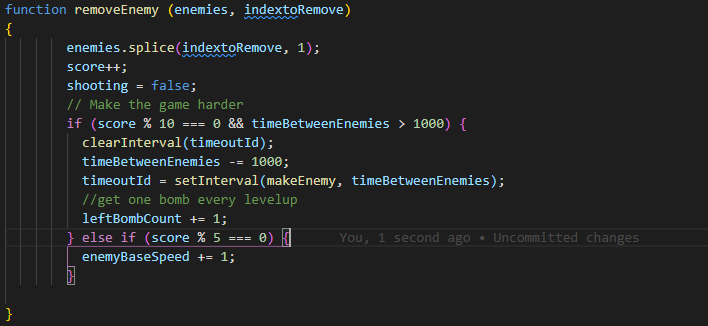 function removeEnemy (enemies, indextoRemove)
{
enemies.splice(indextoRemove, 1);
score++;
shooting = false;
// Make the game harder
if (score % 10 === 0 && timeBetweenEnemies > 1000) {
clearInterval(timeoutId);
timeBetweenEnemies -= 1000;
timeoutId = setInterval(makeEnemy, timeBetweenEnemies);
//get one bomb every levelup
leftBombCount += 1;
} else if (score % 5 === 0) { You, 1 second ago • Uncommitted changes
enemyBaseSpeed += 1;
}
}